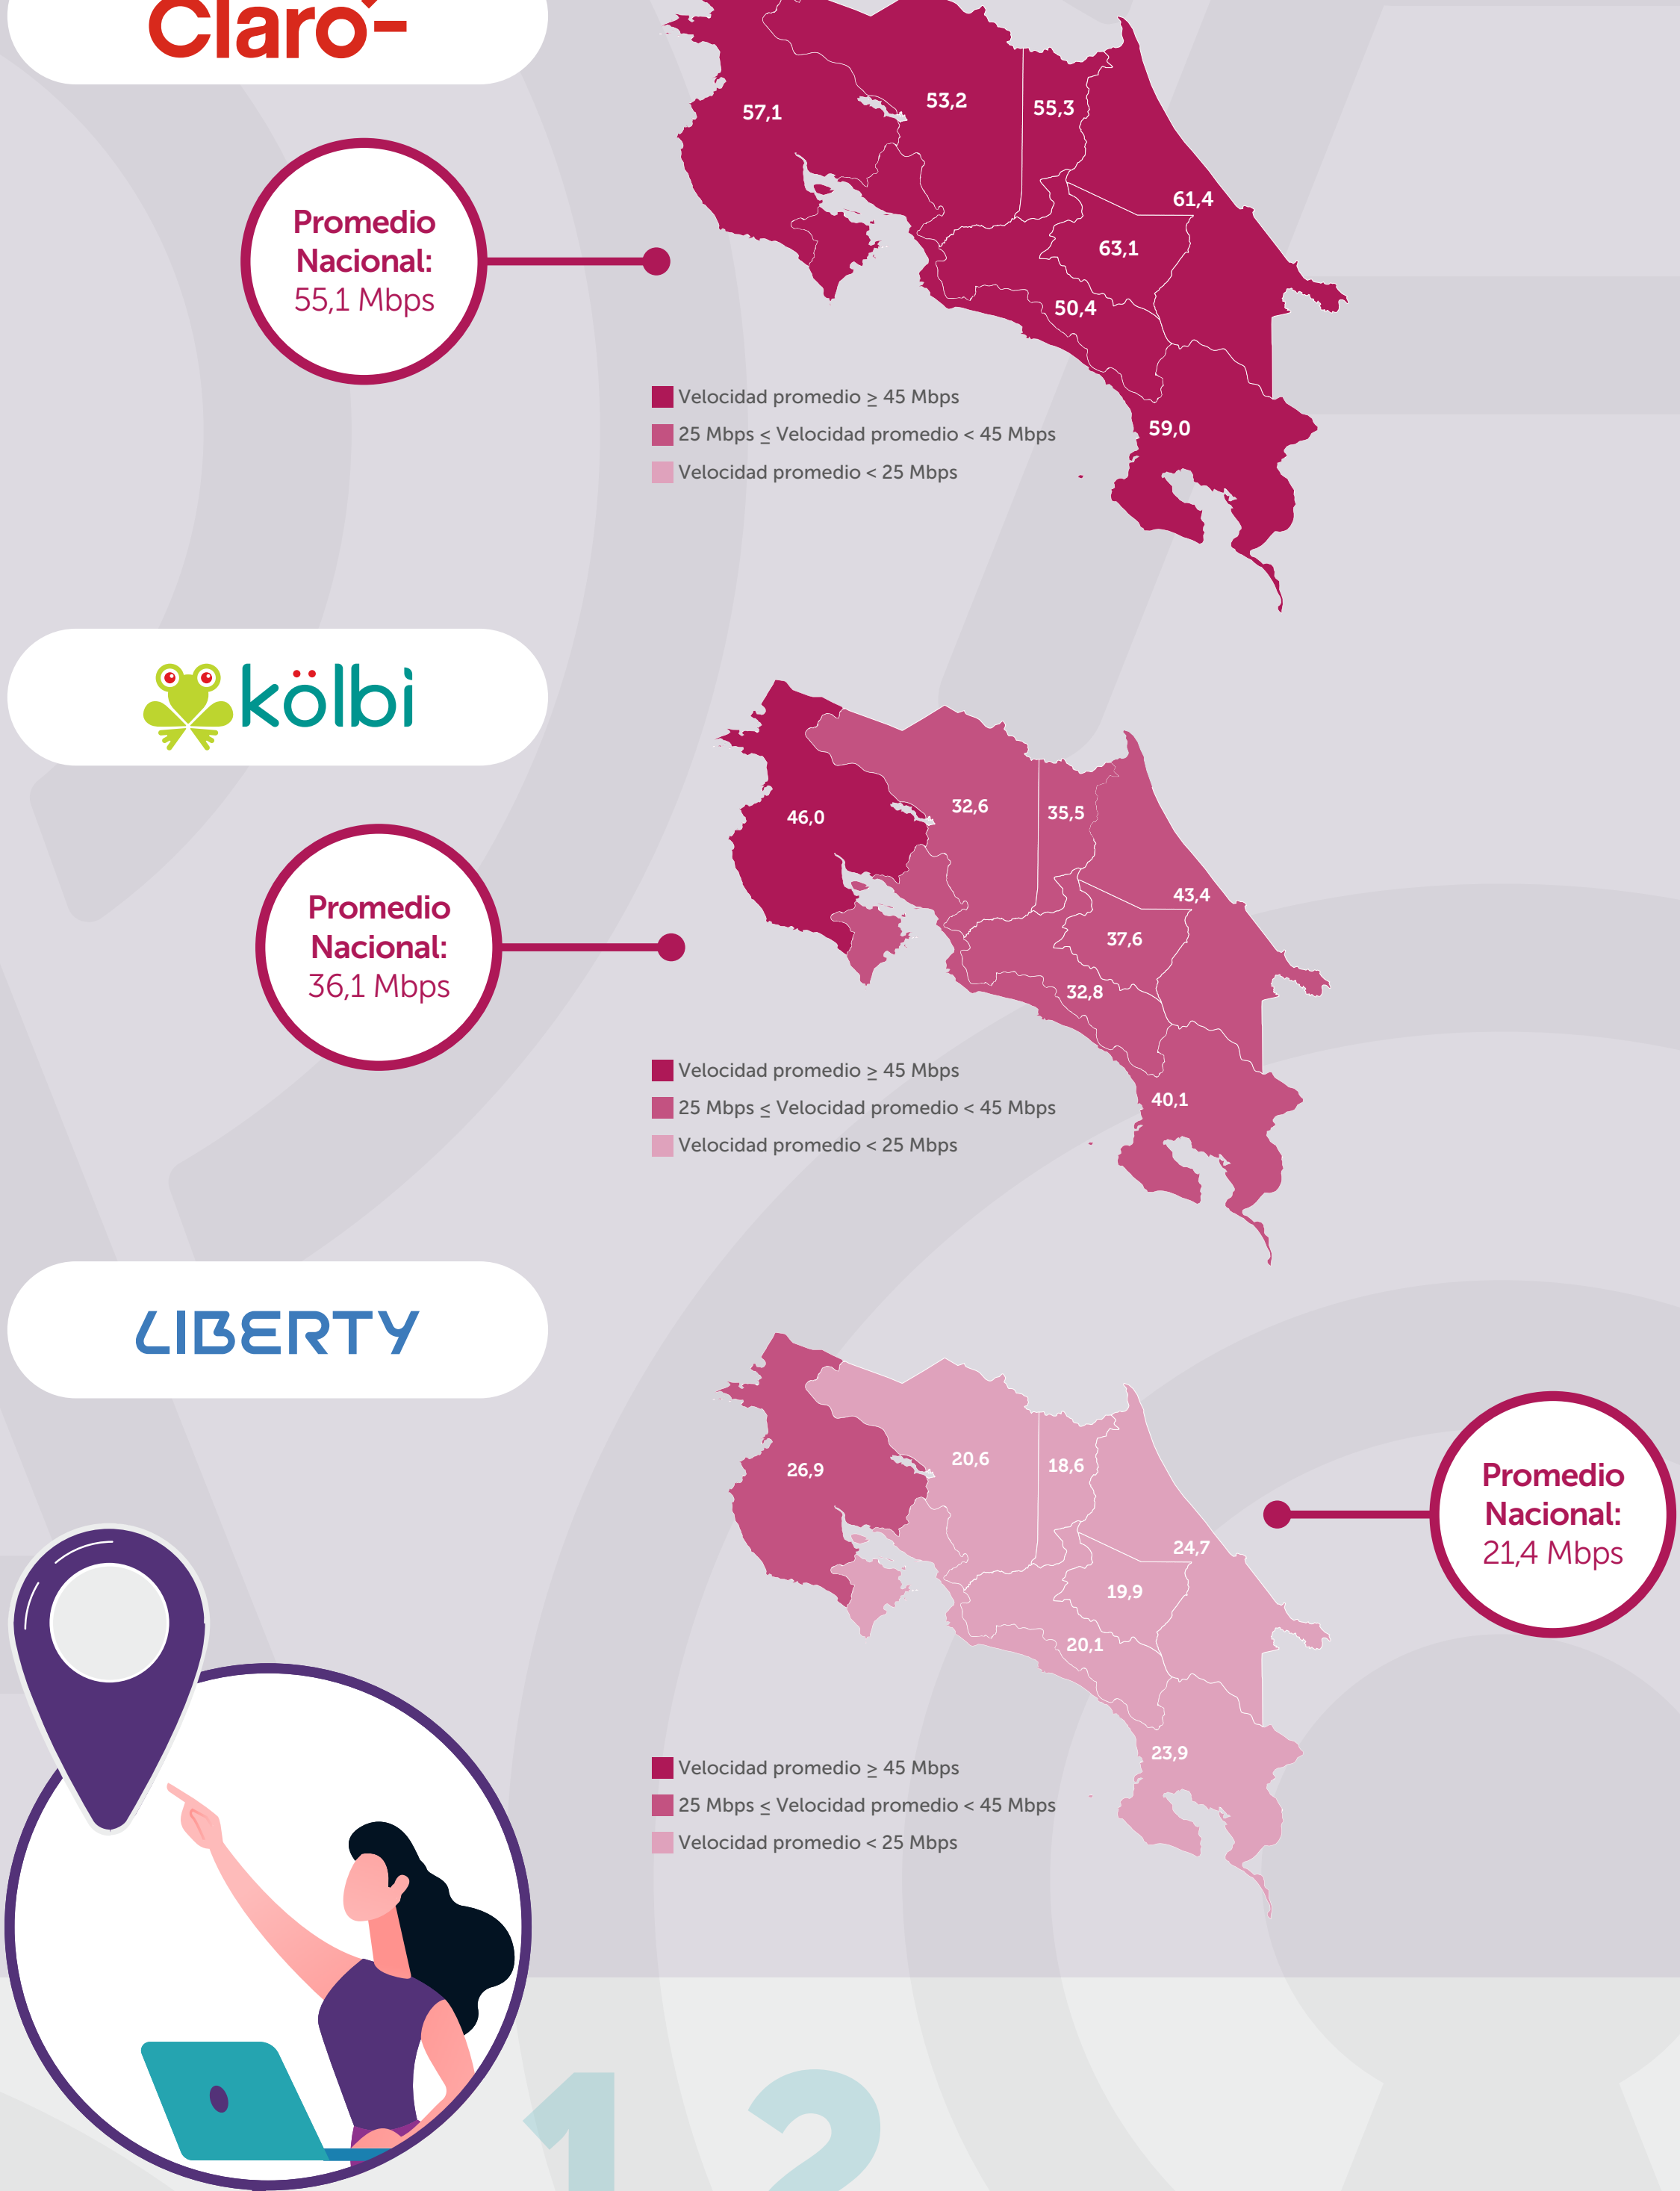 Claro
57,1
53,2
55,3
61,4
63,1
50,4
59,0
Promedio
Nacional:
55,1 Mbps
Velocidad promedio ≥ 45 Mbps
25 Mbps ≤ Velocidad promedio < 45 Mbps
Velocidad promedio < 25 Mbps
kölbi
46,0
32,6
35,5
43,4
37,6
32,8
40,1
Promedio
Nacional:
36,1 Mbps
Velocidad promedio ≥ 45 Mbps
25 Mbps ≤ Velocidad promedio < 45 Mbps
Velocidad promedio < 25 Mbps
LIBERTY
26,9
20,6
18,6
24,7
19,9
20,1
23,9
Promedio
Nacional:
21,4 Mbps
Velocidad promedio ≥ 45 Mbps
25 Mbps ≤ Velocidad promedio < 45 Mbps
Velocidad promedio < 25 Mbps
12